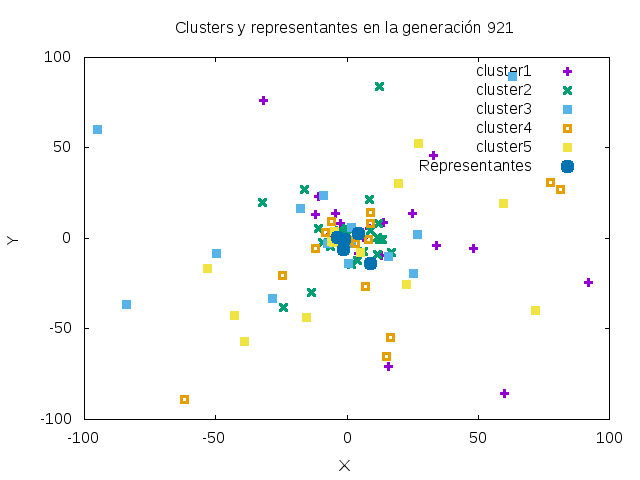 Clusters y representantes en la generación 921
cluster1
cluster2
cluster3
cluster4
cluster5
Representantes
100
50
0
-50
-100
Y
-100
-50
0
50
100
X